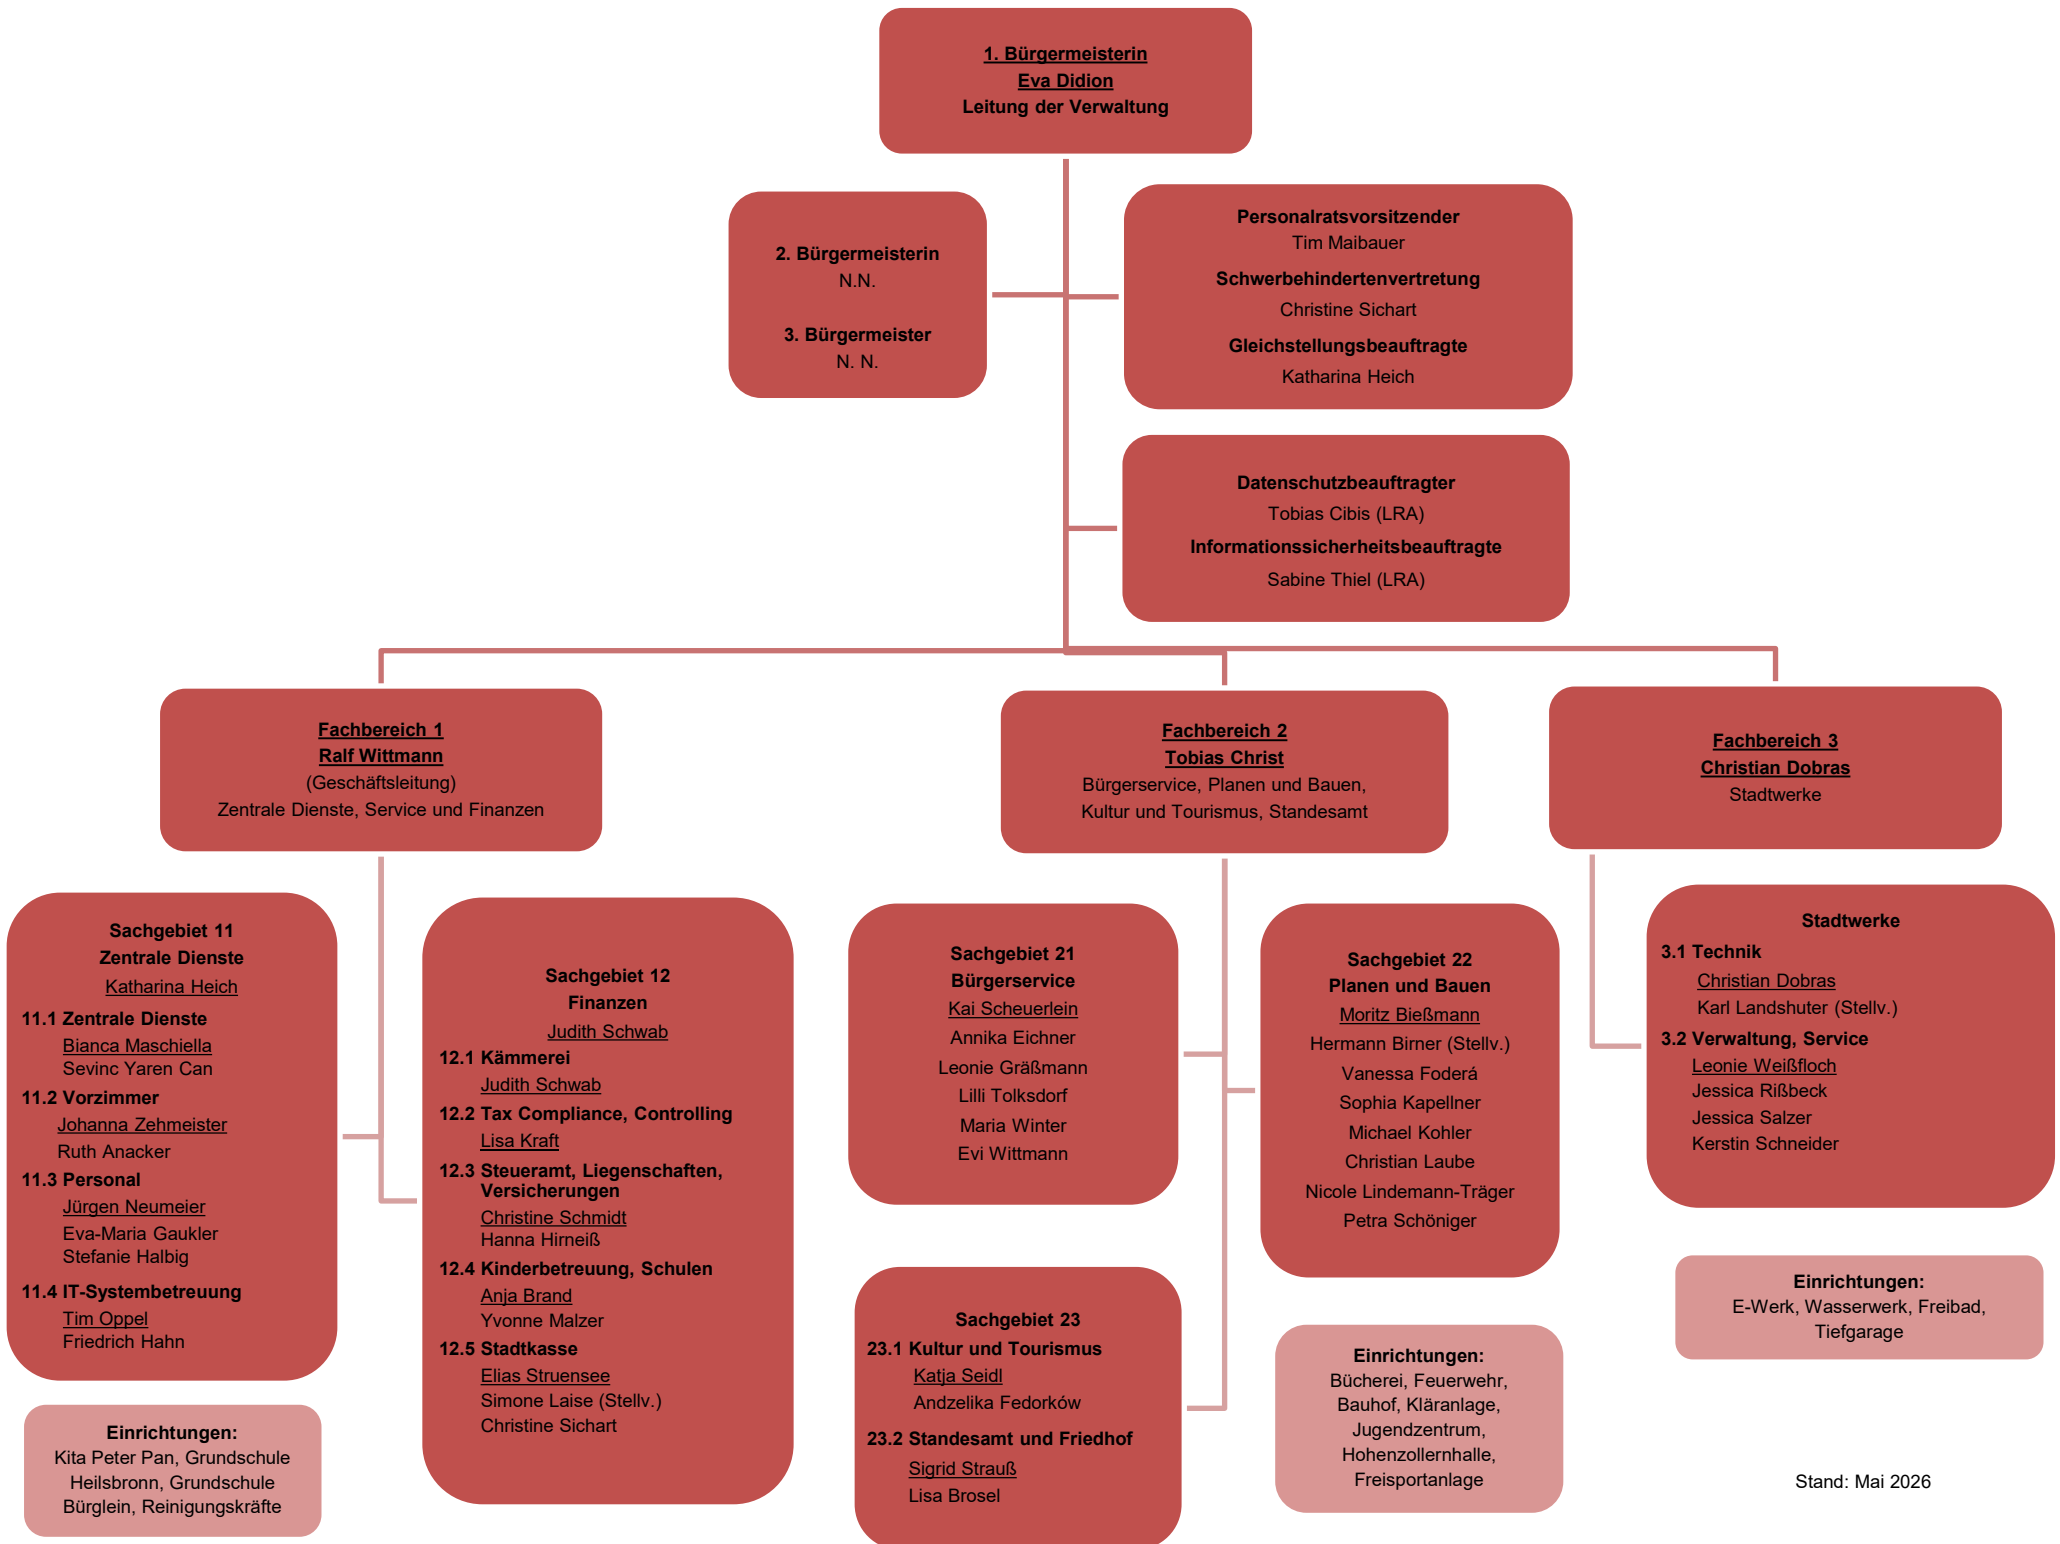 1. Bürgermeisterin
Eva Didion
Leitung der Verwaltung
2. Bürgermeisterin
N.N.
3. Bürgermeister
N. N.
Personalratsvorsitzender
Tim Maibauer
Schwerbehindertenvertretung
Christine Sichart
Gleichstellungsbeauftragte
Katharina Heich
Datenschutzbeauftragter
Tobias Cibis (LRA)
Informationssicherheitsbeauftragte
Sabine Thiel (LRA)
Fachbereich 1
Ralf Wittmann
(Geschäftsleitung)
Zentrale Dienste, Service und Finanzen
Fachbereich 2
Tobias Christ
Bürgerservice, Planen und Bauen,
Kultur und Tourismus, Standesamt
Fachbereich 3
Christian Dobras
Stadtwerke
Sachgebiet 11
Zentrale Dienste
Katharina Heich
11.1 Zentrale Dienste
Bianca Maschiella
Sevinc Yaren Can
11.2 Vorzimmer
Johanna Zehmeister
Ruth Anacker
11.3 Personal
Jürgen Neumeier
Eva-Maria Gaukler
Stefanie Halbig
11.4 IT-Systembetreuung
Tim Oppel
Friedrich Hahn
Einrichtungen:
Kita Peter Pan, Grundschule
Heilsbronn, Grundschule
Bürglein, Reinigungskräfte
Sachgebiet 12
Finanzen
Judith Schwab
12.1 Kämmerei
Judith Schwab
12.2 Tax Compliance, Controlling
Lisa Kraft
12.3 Steueramt, Liegenschaften,
Versicherungen
Christine Schmidt
Hanna Hirneiß
12.4 Kinderbetreuung, Schulen
Anja Brand
Yvonne Malzer
12.5 Stadtkasse
Elias Struensee
Simone Laise (Stellv.)
Christine Sichart
Sachgebiet 21
Bürgerservice
Kai Scheuerlein
Annika Eichner
Leonie Gräßmann
Lilli Tolksdorf
Maria Winter
Evi Wittmann
Sachgebiet 23
23.1 Kultur und Tourismus
Katja Seidl
Andzelika Fedorków
23.2 Standesamt und Friedhof
Sigrid Strauß
Lisa Brosel
Sachgebiet 22
Planen und Bauen
Moritz Bießmann
Hermann Birner (Stellv.)
Vanessa Foderá
Sophia Kapellner
Michael Kohler
Christian Laube
Nicole Lindemann-Träger
Petra Schöniger
Einrichtungen:
Bücherei, Feuerwehr,
Bauhof, Kläranlage,
Jugendzentrum,
Hohenzollernhalle,
Freisportanlage
Stadtwerke
3.1 Technik
Christian Dobras
Karl Landshuter (Stellv.)
3.2 Verwaltung, Service
Leonie Weißfloch
Jessica Rißbeck
Jessica Salzer
Kerstin Schneider
Einrichtungen:
E-Werk, Wasserwerk, Freibad,
Tiefgarage
Stand: Mai 2026